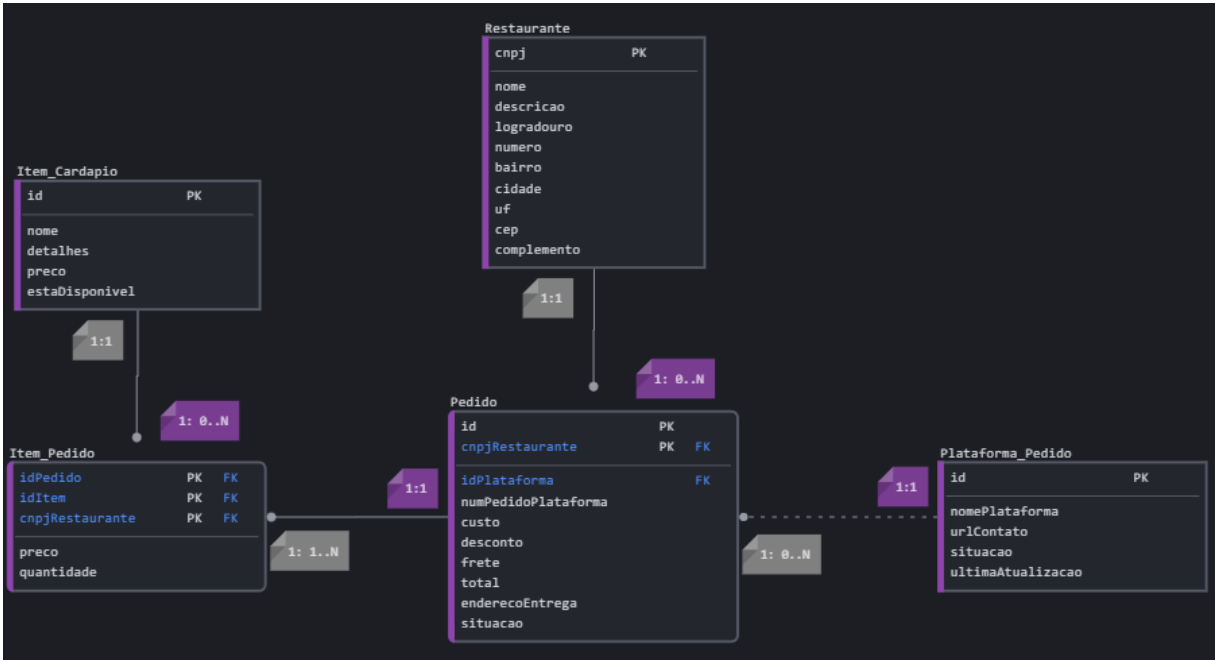 Restaurante
cnpj PK
nome
descricao
logradouro
numero
bairro
cidade
uf
cep
complemento
1:1
1: 0..N
Item_Cardapio
id PK
nome
detalhes
preco
estaDisponivel
1:1
1: 0..N
Item_Pedido
idPedido PK FK
idItem PK FK
cnpjRestaurante PK FK
preco
quantidade
1:1
1: 1..N
Pedido
id PK
cnpjRestaurante PK FK
idPlataforma FK
numPedidoPlataforma
custo
desconto
frete
total
enderecoEntrega
situacao
1:1
1: 0..N
Plataforma_Pedido
id PK
nomePlataforma
urlContato
situacao
ultimaAtualizacao